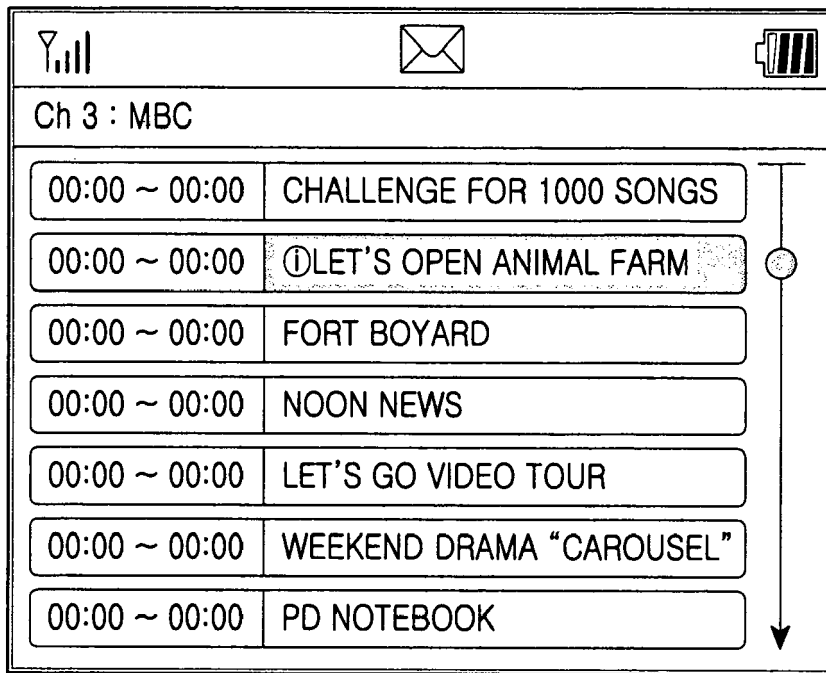 Ch 3 : MBC
00:00 ~ 00:00 CHALLENGE FOR 1000 SONGS
00:00 ~ 00:00 ⓘLET'S OPEN ANIMAL FARM
00:00 ~ 00:00 FORT BOYARD
00:00 ~ 00:00 NOON NEWS
00:00 ~ 00:00 LET'S GO VIDEO TOUR
00:00 ~ 00:00 WEEKEND DRAMA “CAROUSEL”
00:00 ~ 00:00 PD NOTEBOOK